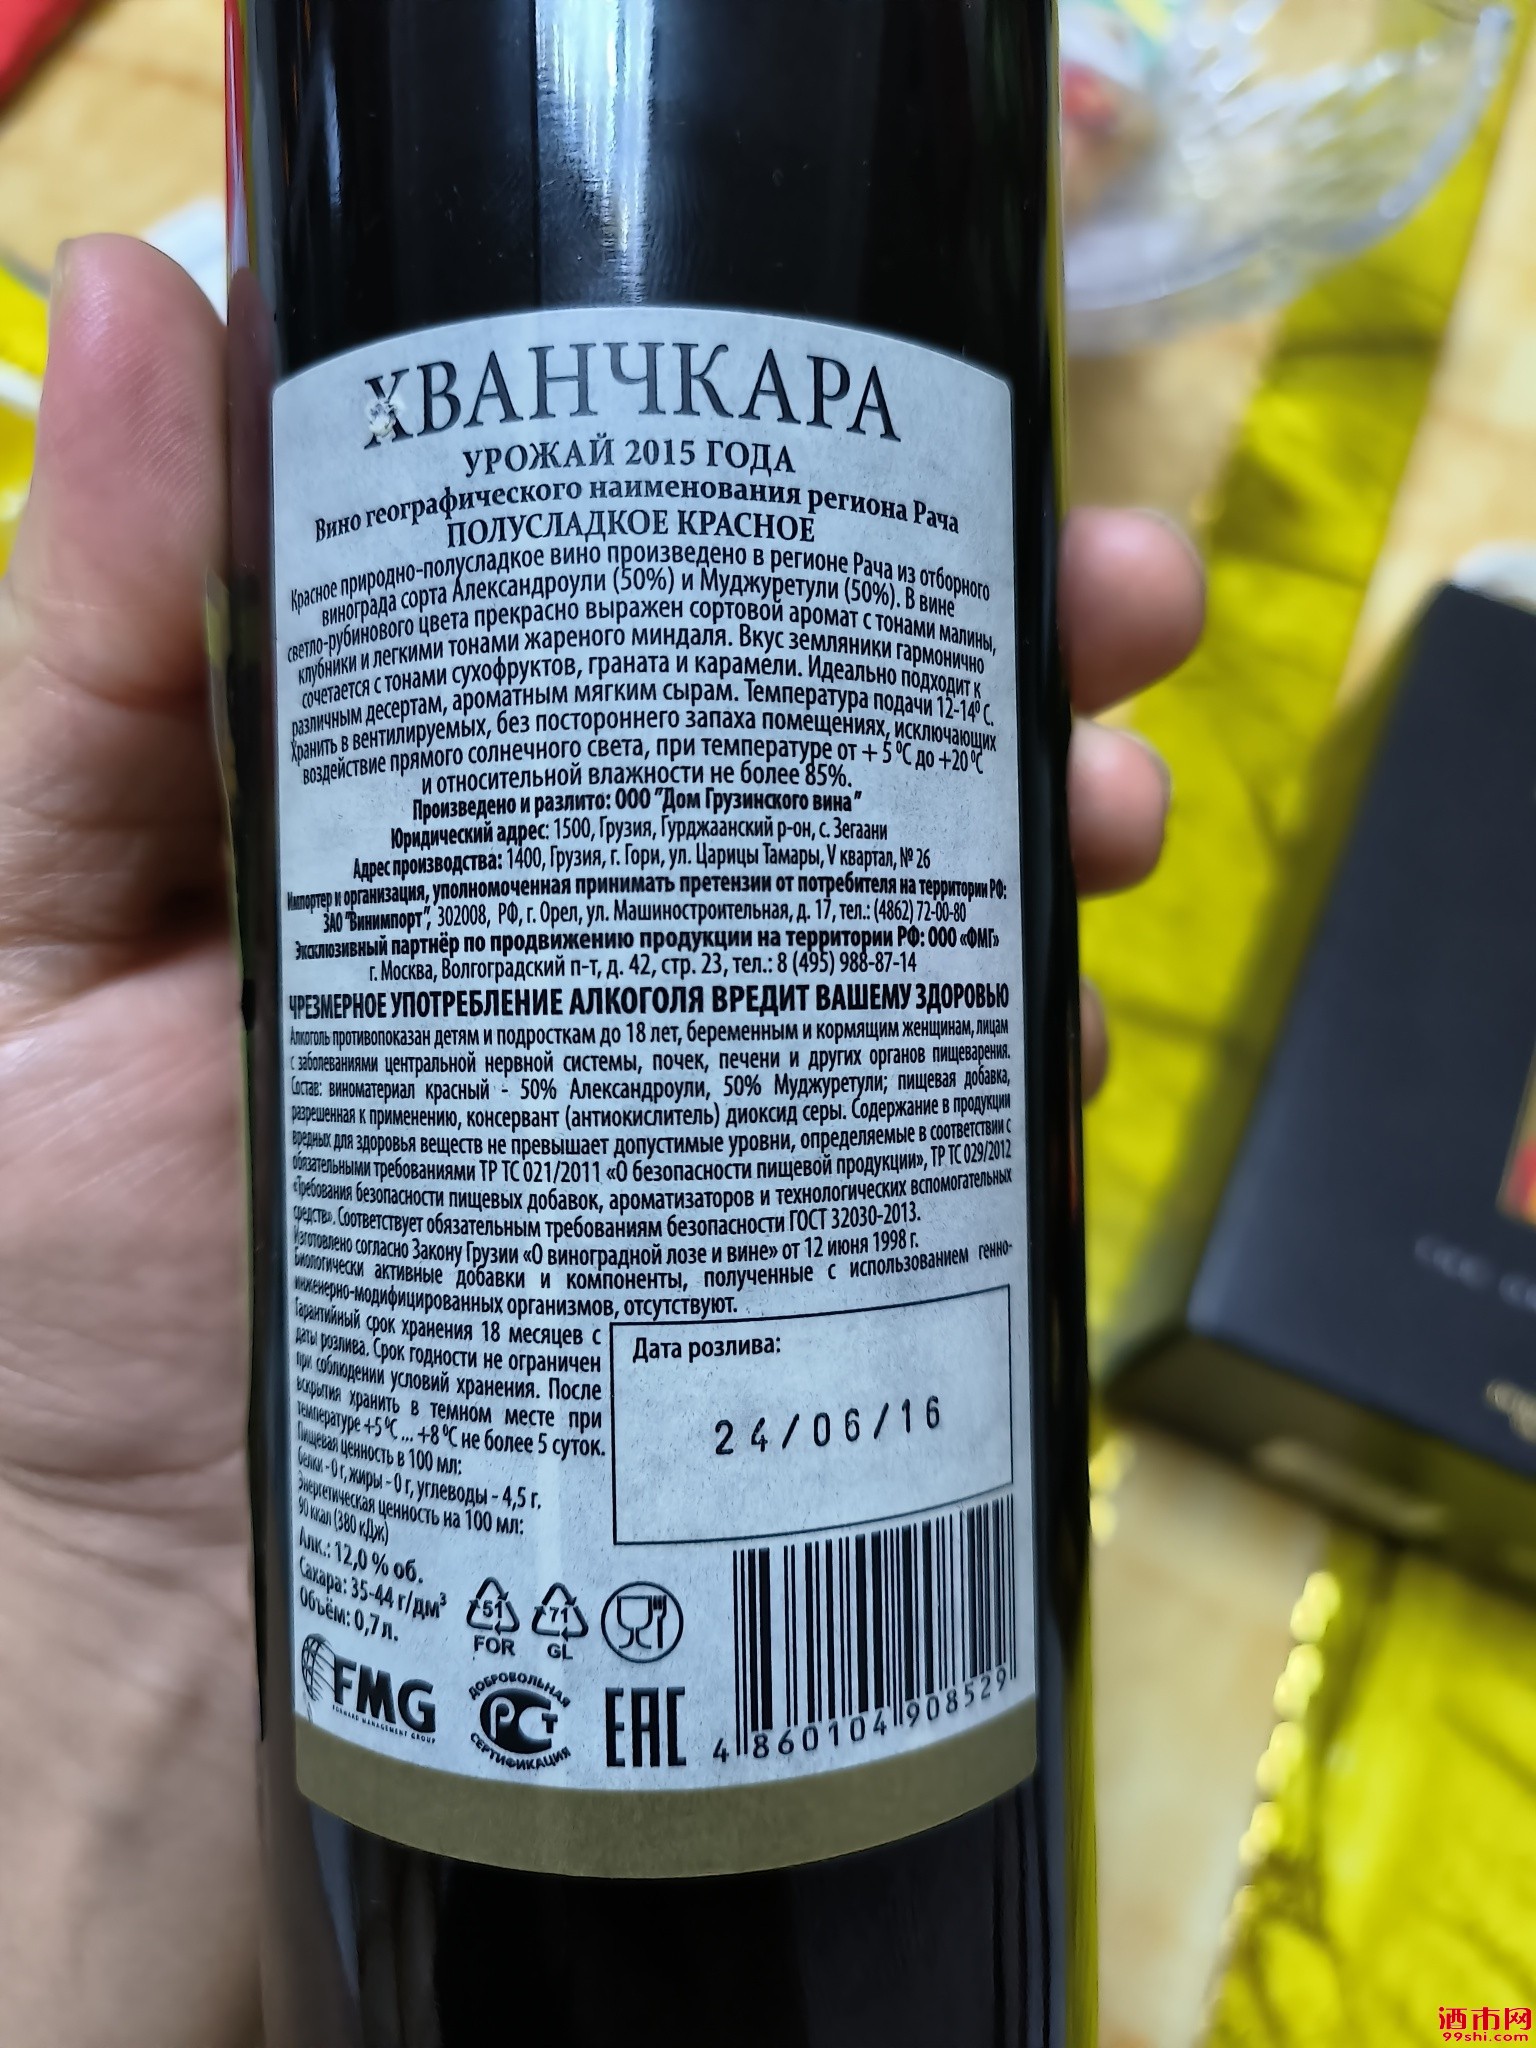 ХВАНЧКАРА
УРОЖАЙ 2015 ГОДА
Вино географического наименования региона Рача
ПОЛУСЛАДКОЕ КРАСНОЕ
Красное природно-полусладкое вино произведено в регионе Рача из отборного
винограда сорта Александроули (50%) и Муджуретули (50%). В вине
светло-рубинового цвета прекрасно выражен сортовой аромат с тонами малины,
клубники и легкими тонами жареного миндаля. Вкус земляники гармонично
сочетается с тонами сухофруктов, граната и карамели. Идеально подходит к
различным десертам, ароматным мягким сырам. Температура подачи 12-14⁰ С.
Хранить в вентилируемых, без постороннего запаха помещениях, исключающих
воздействие прямого солнечного света, при температуре от + 5 ⁰С до +20 ⁰С
и относительной влажности не более 85%.
Произведено и разлито: ООО "Дом Грузинского вина"
Юридический адрес: 1500, Грузия, Гурджаанский р-он, с. Зегаани
Адрес производства: 1400, Грузия, г. Гори, ул. Царицы Тамары, V квартал, № 26
Импортер и организация, уполномоченная принимать претензии от потребителя на территории РФ:
ЗАО "Винимпорт", 302008, РФ, г. Орел, ул. Машиностроительная, д. 17, тел.: (4862) 72-00-80
Эксклюзивный партнёр по продвижению продукции на территории РФ: ООО «ФМГ»
г. Москва, Волгоградский п-т, д. 42, стр. 23, тел.: 8 (495) 988-87-14
ЧРЕЗМЕРНОЕ УПОТРЕБЛЕНИЕ АЛКОГОЛЯ ВРЕДИТ ВАШЕМУ ЗДОРОВЬЮ
Алкоголь противопоказан детям и подросткам до 18 лет, беременным и кормящим женщинам, лицам
с заболеваниями центральной нервной системы, почек, печени и других органов пищеварения.
Состав: виноматериал красный - 50% Александроули, 50% Муджуретули; пищевая добавка,
разрешенная к применению, консервант (антиокислитель) диоксид серы. Содержание в продукции
вредных для здоровья веществ не превышает допустимые уровни, определяемые в соответствии с
обязательными требованиями ТР ТС 021/2011 «О безопасности пищевой продукции», ТР ТС 029/2012
«Требования безопасности пищевых добавок, ароматизаторов и технологических вспомогательных
средств». Соответствует обязательным требованиям безопасности ГОСТ 32030-2013.
Изготовлено согласно Закону Грузии «О виноградной лозе и вине» от 12 июня 1998 г.
Биологически активные добавки и компоненты, полученные с использованием генно-
инженерно-модифицированных организмов, отсутствуют.
Гарантийный срок хранения 18 месяцев с
даты розлива. Срок годности не ограничен
при соблюдении условий хранения. После
вскрытия хранить в темном месте при
температуре +5 ⁰С ... +8 ⁰С не более 5 суток.
Пищевая ценность в 100 мл:
белки - 0 г, жиры - 0 г, углеводы - 4,5 г.
Энергетическая ценность на 100 мл:
90 ккал (380 кДж)
Алк.: 12,0 % об.
Сахара: 35-44 г/дм³
Объём: 0,7 л.
Дата розлива:
24/06/16
51
FOR
71
GL
FMG
FORWARD MANAGEMENT GROUP
ДОБРОВОЛЬНАЯ
РСТ
СЕРТИФИКАЦИЯ
ЕАС
4 860104 908529
酒市网
99shi.com